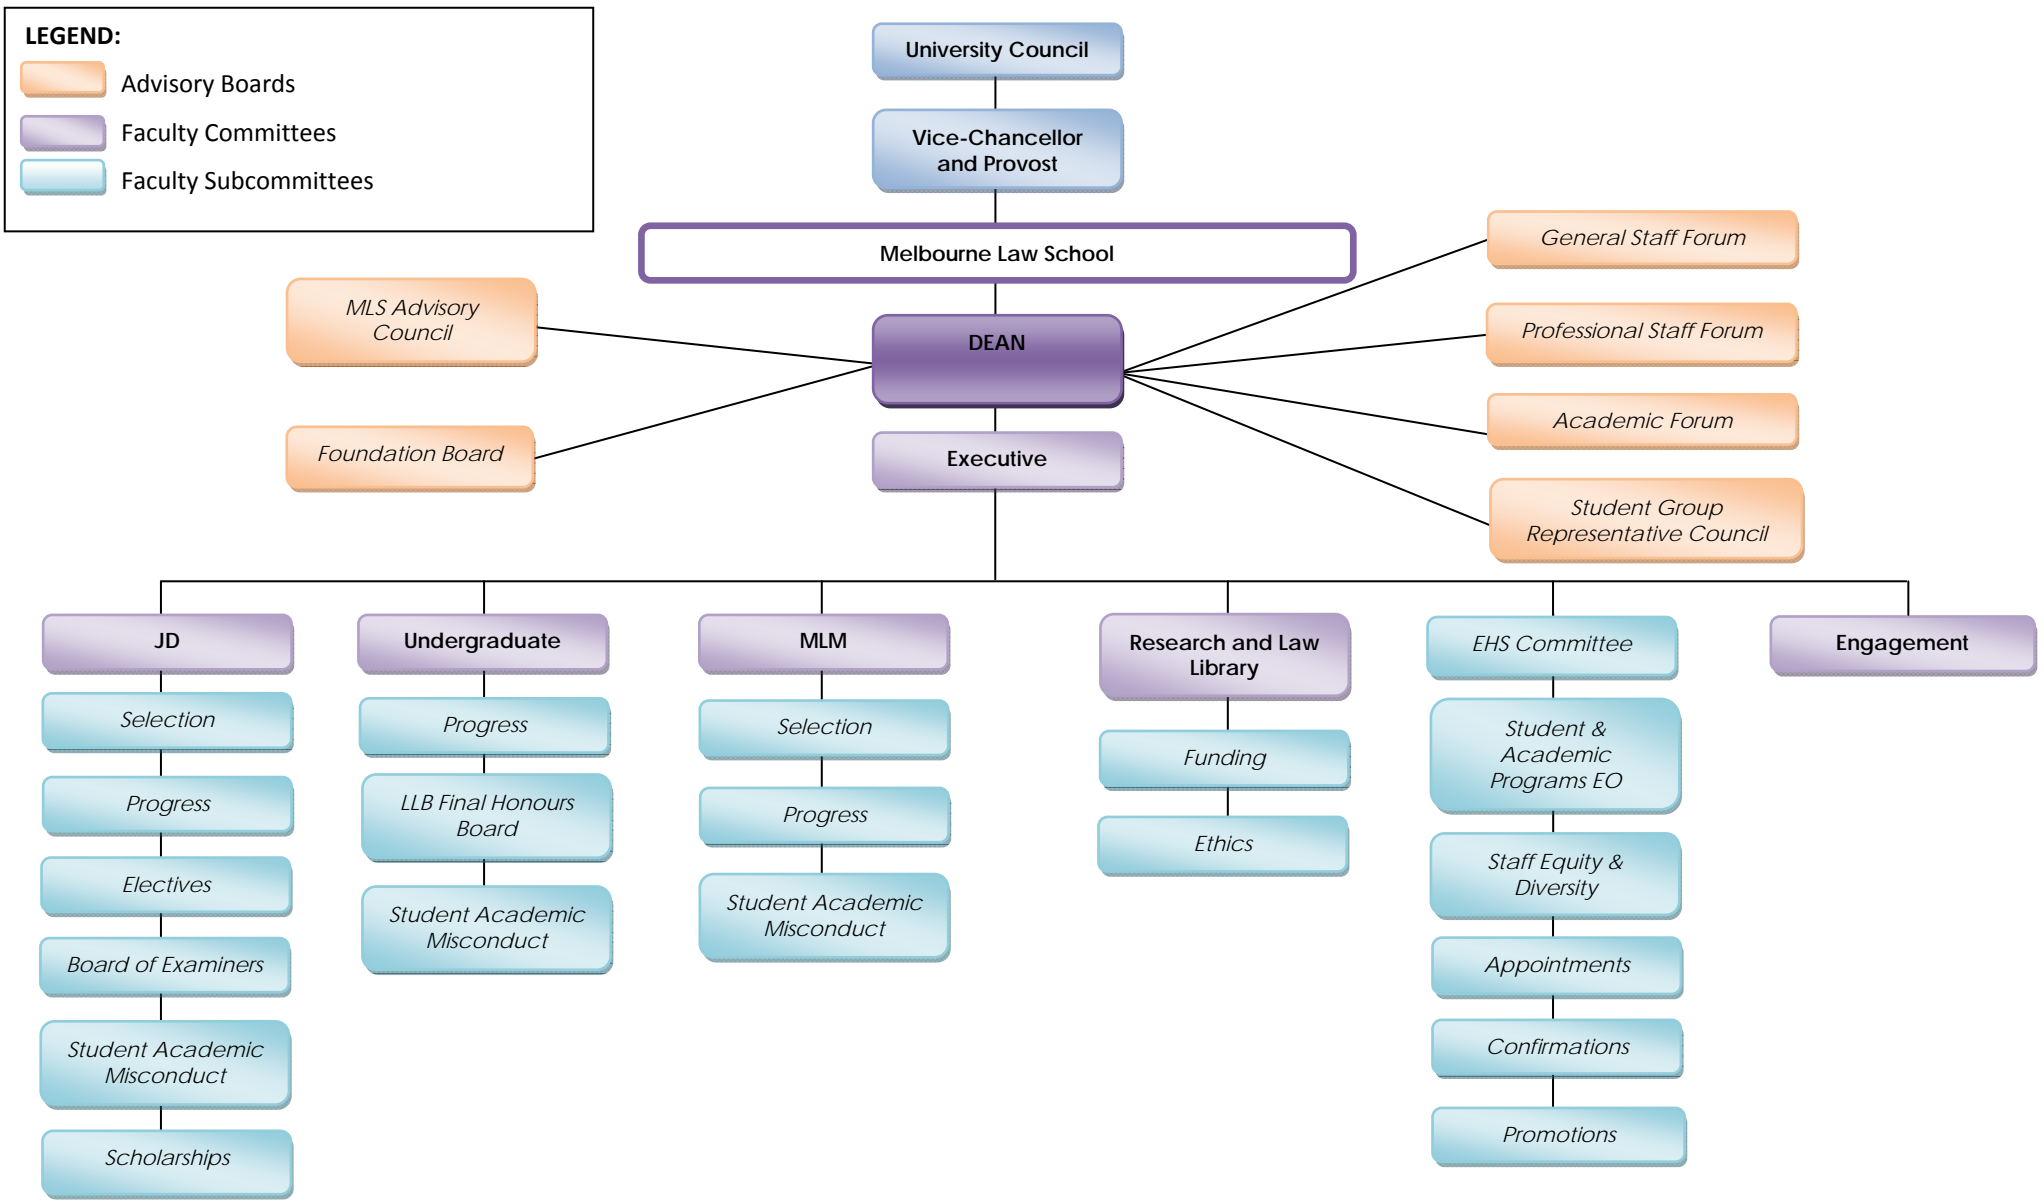 LEGEND:
Advisory Boards
Faculty Committees
Faculty Subcommittees
University Council
Vice-Chancellor
and Provost
Melbourne Law School
DEAN
Executive
MLS Advisory
Council
Foundation Board
General Staff Forum
Professional Staff Forum
Academic Forum
Student Group
Representative Council
JD
Selection
Progress
Electives
Board of Examiners
Student Academic
Misconduct
Scholarships
Undergraduate
Progress
LLB Final Honours
Board
Student Academic
Misconduct
MLM
Selection
Progress
Student Academic
Misconduct
Research and Law
Library
Funding
Ethics
EHS Committee
Student &
Academic
Programs EO
Staff Equity &
Diversity
Appointments
Confirmations
Promotions
Engagement